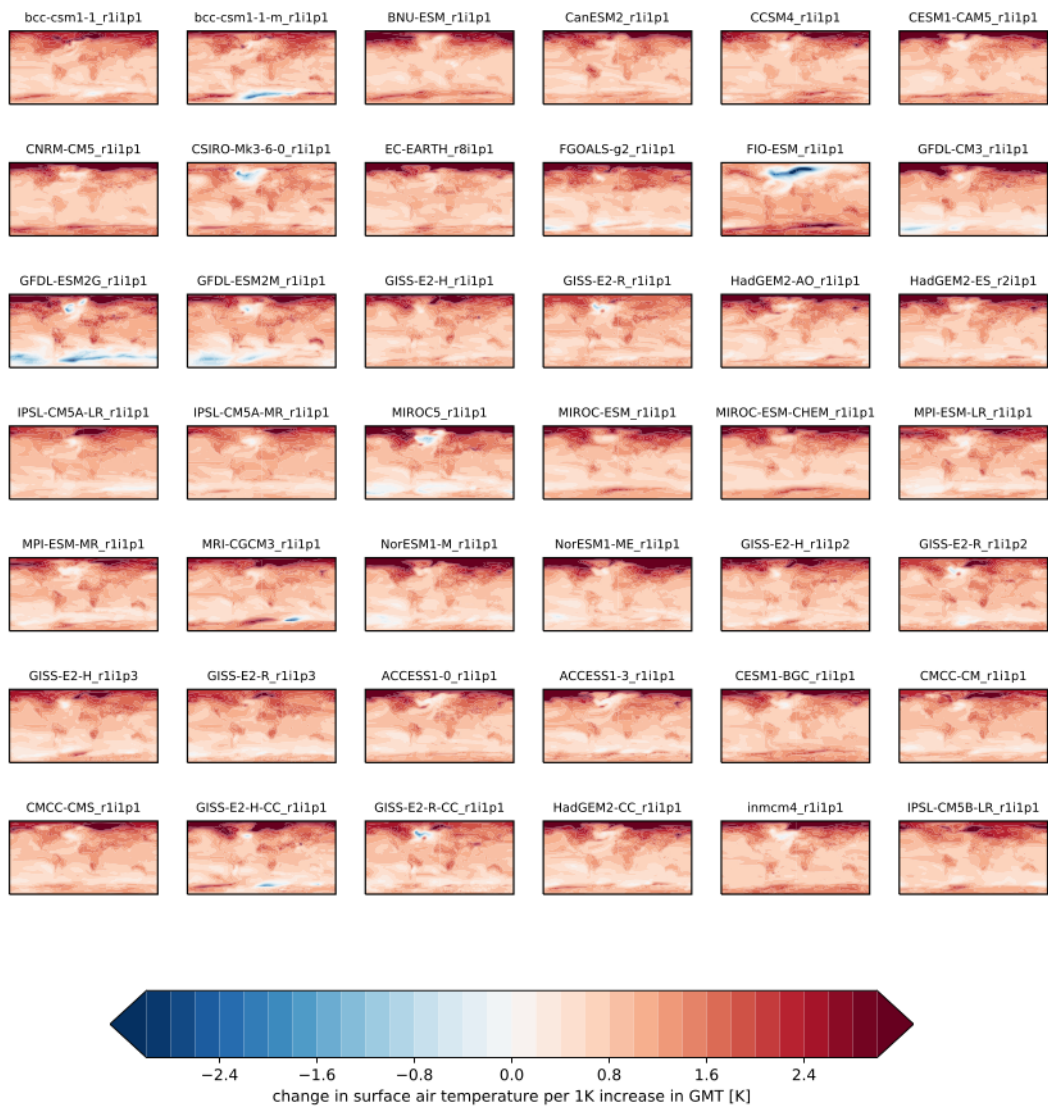 bcc-csm1-1_r1i1p1 bcc-csm1-1-m_r1i1p1 BNU-ESM_r1i1p1 CanESM2_r1i1p1 CCSM4_r1i1p1 CESM1-CAM5_r1i1p1
CNRM-CM5_r1i1p1 CSIRO-Mk3-6-0_r1i1p1 EC-EARTH_r8i1p1 FGOALS-g2_r1i1p1 FIO-ESM_r1i1p1 GFDL-CM3_r1i1p1
GFDL-ESM2G_r1i1p1 GFDL-ESM2M_r1i1p1 GISS-E2-H_r1i1p1 GISS-E2-R_r1i1p1 HadGEM2-AO_r1i1p1 HadGEM2-ES_r2i1p1
IPSL-CM5A-LR_r1i1p1 IPSL-CM5A-MR_r1i1p1 MIROC5_r1i1p1 MIROC-ESM_r1i1p1 MIROC-ESM-CHEM_r1i1p1 MPI-ESM-LR_r1i1p1
MPI-ESM-MR_r1i1p1 MRI-CGCM3_r1i1p1 NorESM1-M_r1i1p1 NorESM1-ME_r1i1p1 GISS-E2-H_r1i1p2 GISS-E2-R_r1i1p2
GISS-E2-H_r1i1p3 GISS-E2-R_r1i1p3 ACCESS1-0_r1i1p1 ACCESS1-3_r1i1p1 CESM1-BGC_r1i1p1 CMCC-CM_r1i1p1
CMCC-CMS_r1i1p1 GISS-E2-H-CC_r1i1p1 GISS-E2-R-CC_r1i1p1 HadGEM2-CC_r1i1p1 inmcm4_r1i1p1 IPSL-CM5B-LR_r1i1p1
−2.4 −1.6 −0.8 0.0 0.8 1.6 2.4
change in surface air temperature per 1K increase in GMT [K]